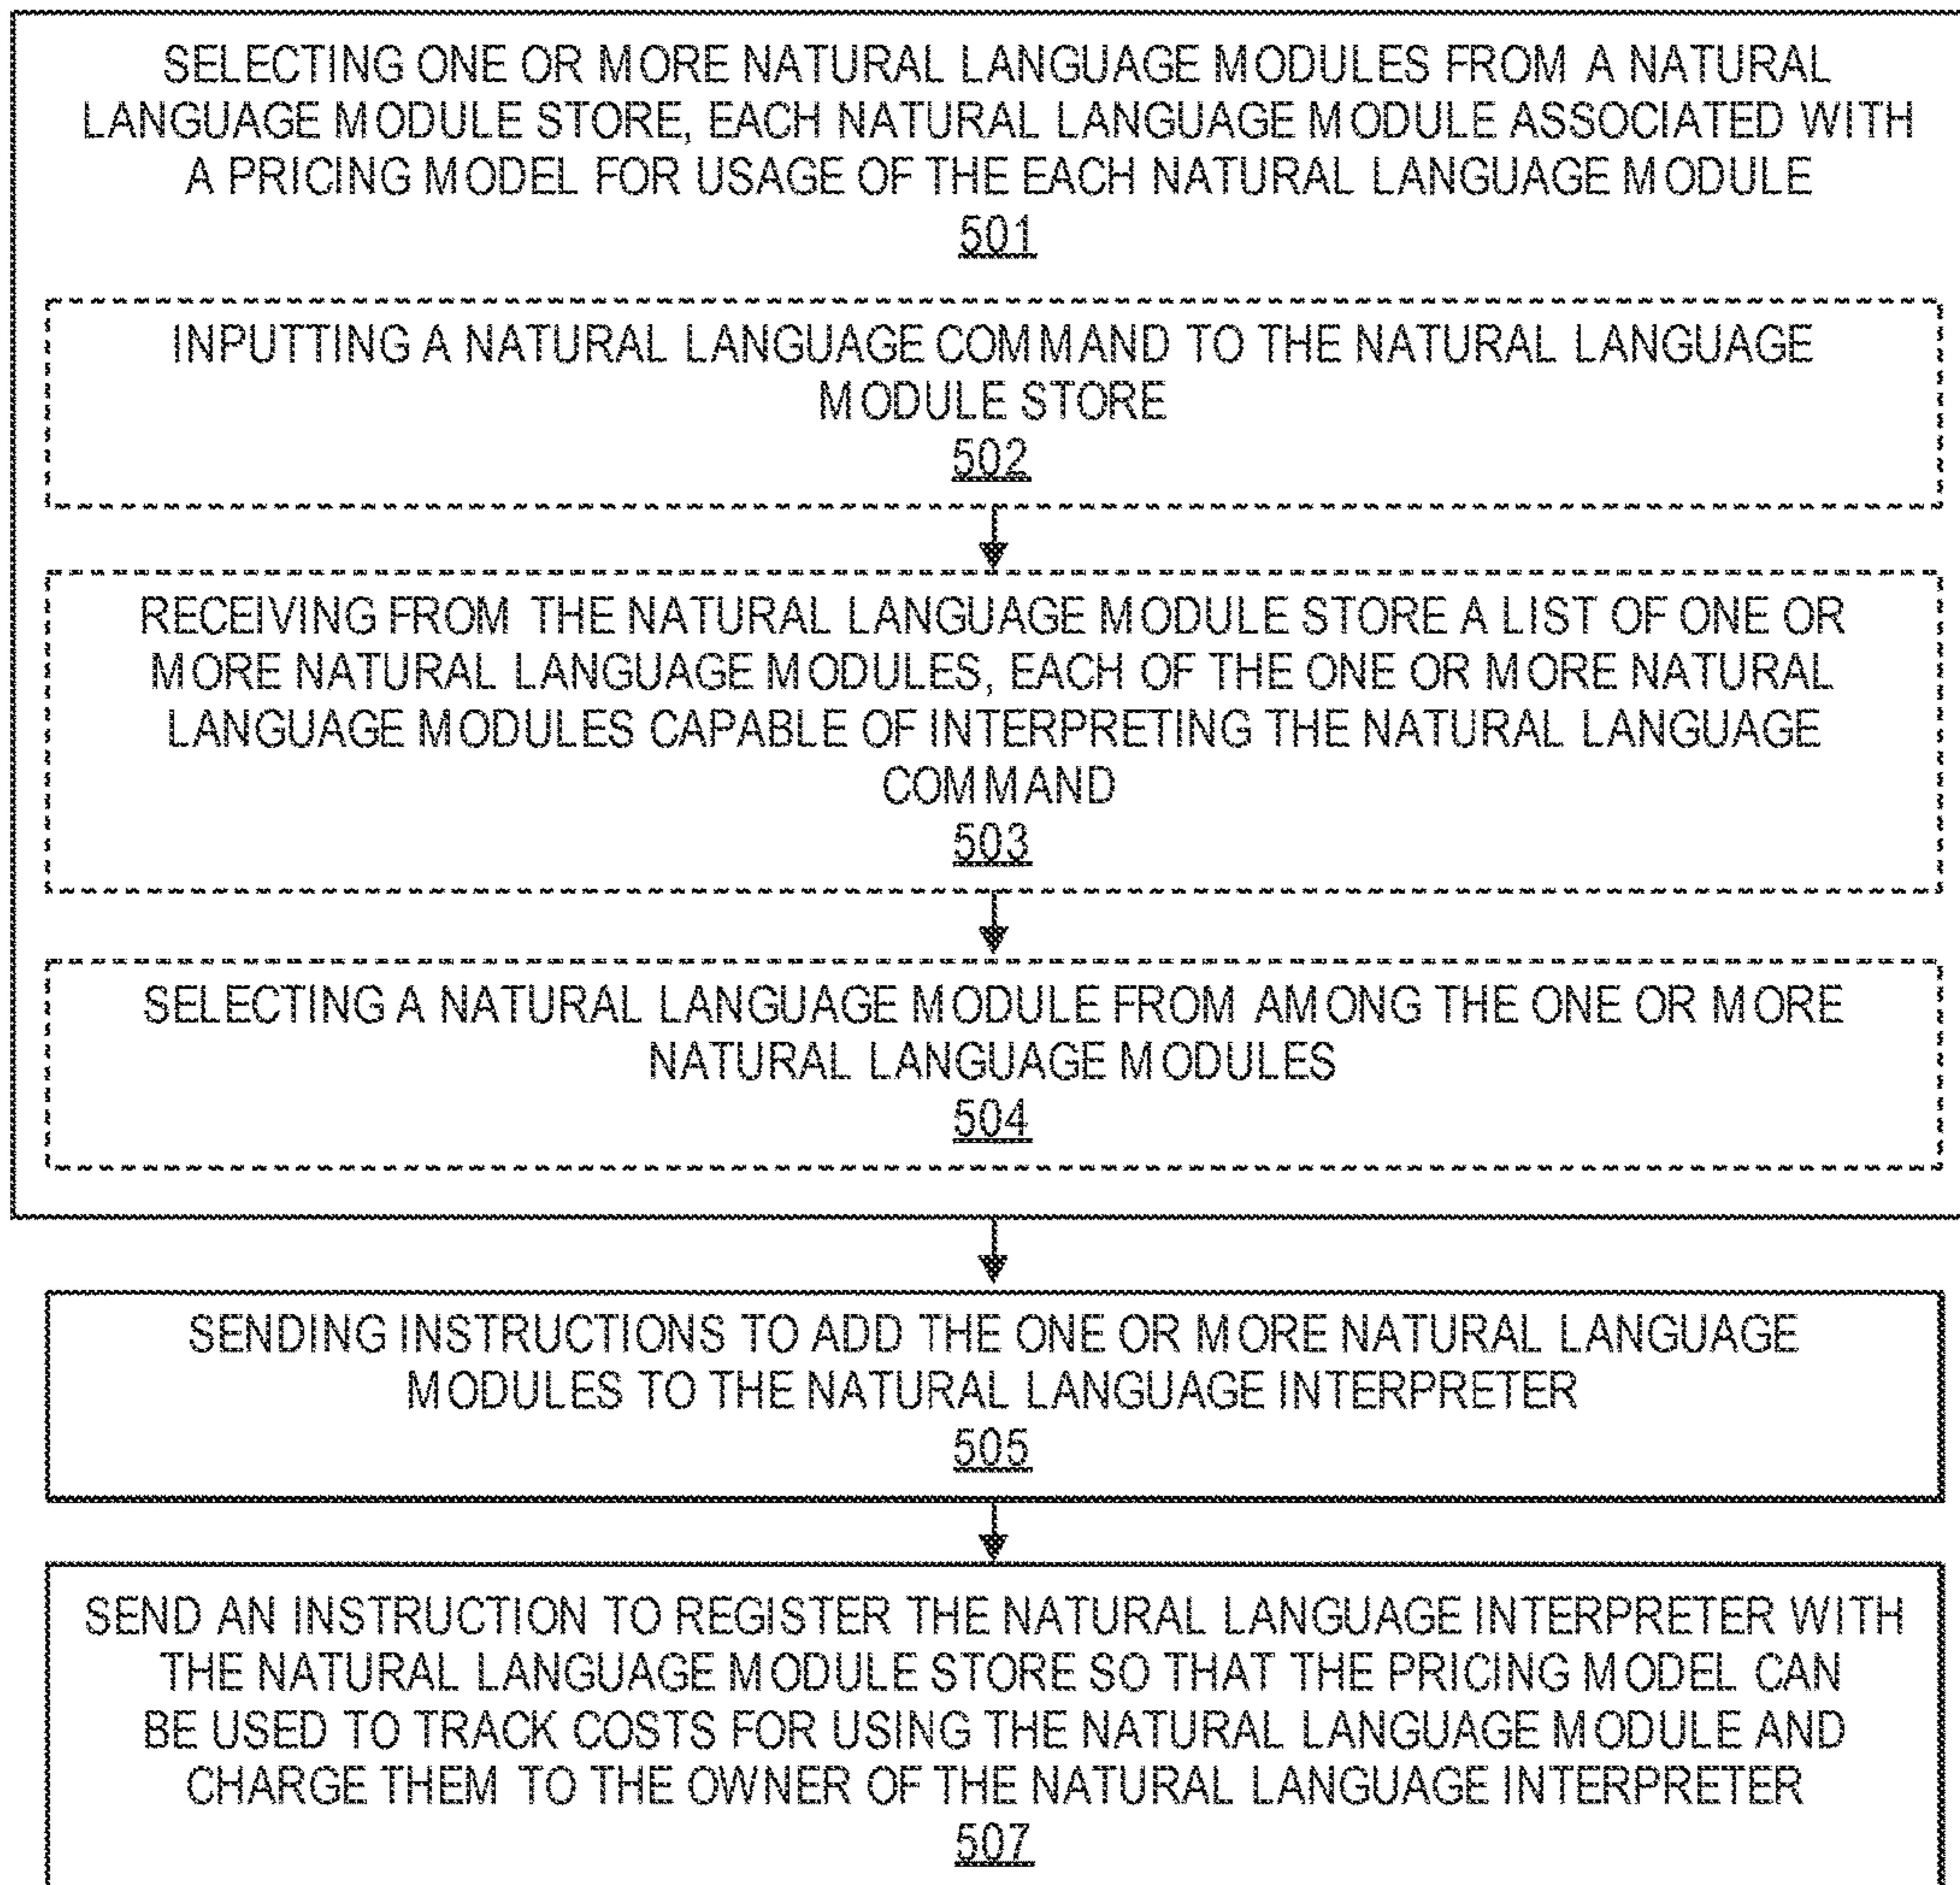 SELECTING ONE OR MORE NATURAL LANGUAGE MODULES FROM A NATURAL
LANGUAGE MODULE STORE, EACH NATURAL LANGUAGE MODULE ASSOCIATED WITH
A PRICING MODEL FOR USAGE OF THE EACH NATURAL LANGUAGE MODULE
501
INPUTTING A NATURAL LANGUAGE COMMAND TO THE NATURAL LANGUAGE
MODULE STORE
502
RECEIVING FROM THE NATURAL LANGUAGE MODULE STORE A LIST OF ONE OR
MORE NATURAL LANGUAGE MODULES, EACH OF THE ONE OR MORE NATURAL
LANGUAGE MODULES CAPABLE OF INTERPRETING THE NATURAL LANGUAGE
COMMAND
503
SELECTING A NATURAL LANGUAGE MODULE FROM AMONG THE ONE OR MORE
NATURAL LANGUAGE MODULES
504
SENDING INSTRUCTIONS TO ADD THE ONE OR MORE NATURAL LANGUAGE
MODULES TO THE NATURAL LANGUAGE INTERPRETER
505
SEND AN INSTRUCTION TO REGISTER THE NATURAL LANGUAGE INTERPRETER WITH
THE NATURAL LANGUAGE MODULE STORE SO THAT THE PRICING MODEL CAN
BE USED TO TRACK COSTS FOR USING THE NATURAL LANGUAGE MODULE AND
CHARGE THEM TO THE OWNER OF THE NATURAL LANGUAGE INTERPRETER
507